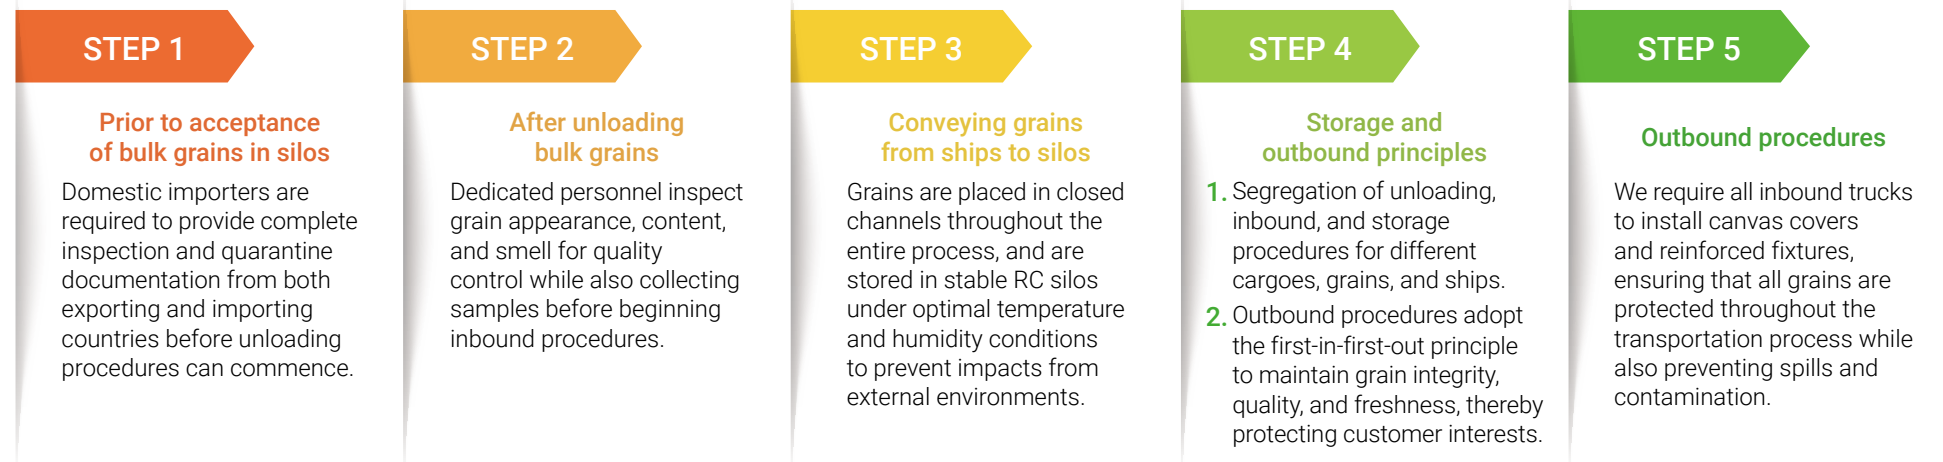 STEP 1
Prior to acceptance
of bulk grains in silos
Domestic importers are
required to provide complete
inspection and quarantine
documentation from both
exporting and importing
countries before unloading
procedures can commence.
STEP 2
After unloading
bulk grains
Dedicated personnel inspect
grain appearance, content,
and smell for quality
control while also collecting
samples before beginning
inbound procedures.
STEP 3
Conveying grains
from ships to silos
Grains are placed in closed
channels throughout the
entire process, and are
stored in stable RC silos
under optimal temperature
and humidity conditions
to prevent impacts from
external environments.
STEP 4
Storage and
outbound principles
1. Segregation of unloading,
inbound, and storage
procedures for different
cargoes, grains, and ships.
2. Outbound procedures adopt
the first-in-first-out principle
to maintain grain integrity,
quality, and freshness, thereby
protecting customer interests.
STEP 5
Outbound procedures
We require all inbound trucks
to install canvas covers
and reinforced fixtures,
ensuring that all grains are
protected throughout the
transportation process while
also preventing spills and
contamination.